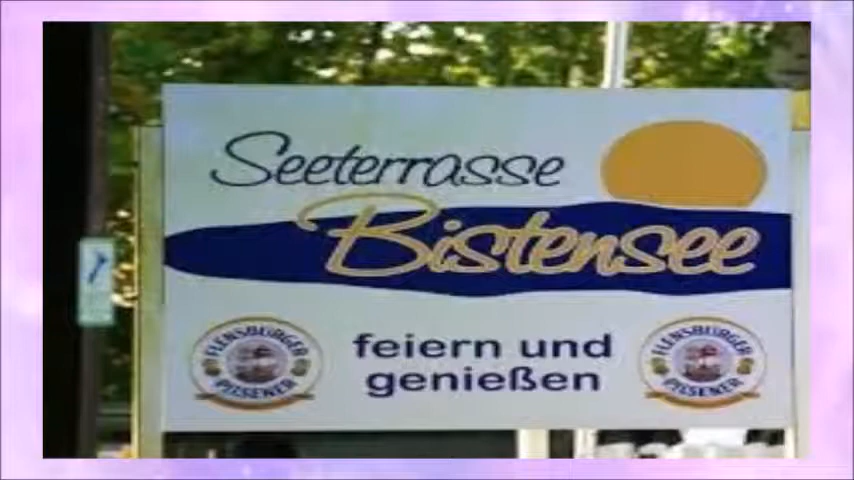 Seeterrasse
Bistensee
feiern und
genießen
FLENSBURGER
PILSENER
FLENSBURGER
PILSENER